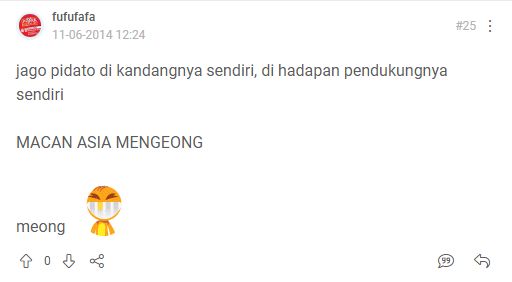 fufufafa
11-06-2014 12:24
#25
jago pidato di kandangnya sendiri, di hadapan pendukungnya
sendiri
MACAN ASIA MENGEONG
meong
0